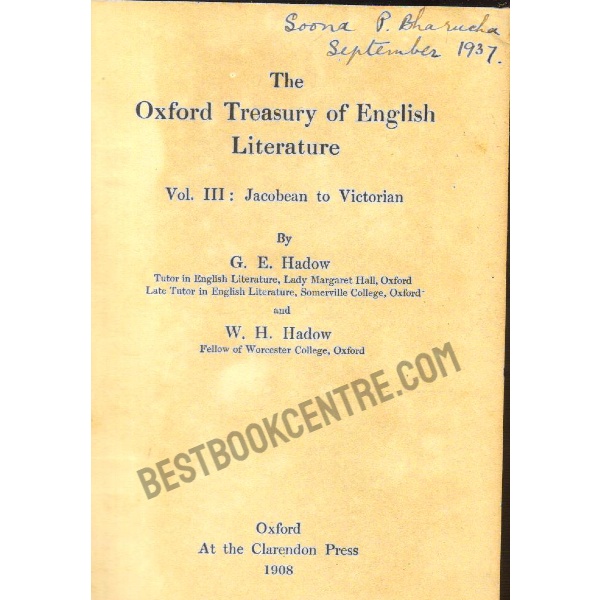 Soona P. Bharucha
September 1937.
The
Oxford Treasury of English
Literature
Vol. III: Jacobean to Victorian
By
G. E. Hadow
Tutor in English Literature, Lady Margaret Hall, Oxford
Late Tutor in English Literature, Somerville College, Oxford
and
W. H. Hadow
Fellow of Worcester College, Oxford
BESTBOOKCENTRE.COM
Oxford
At the Clarendon Press
1908